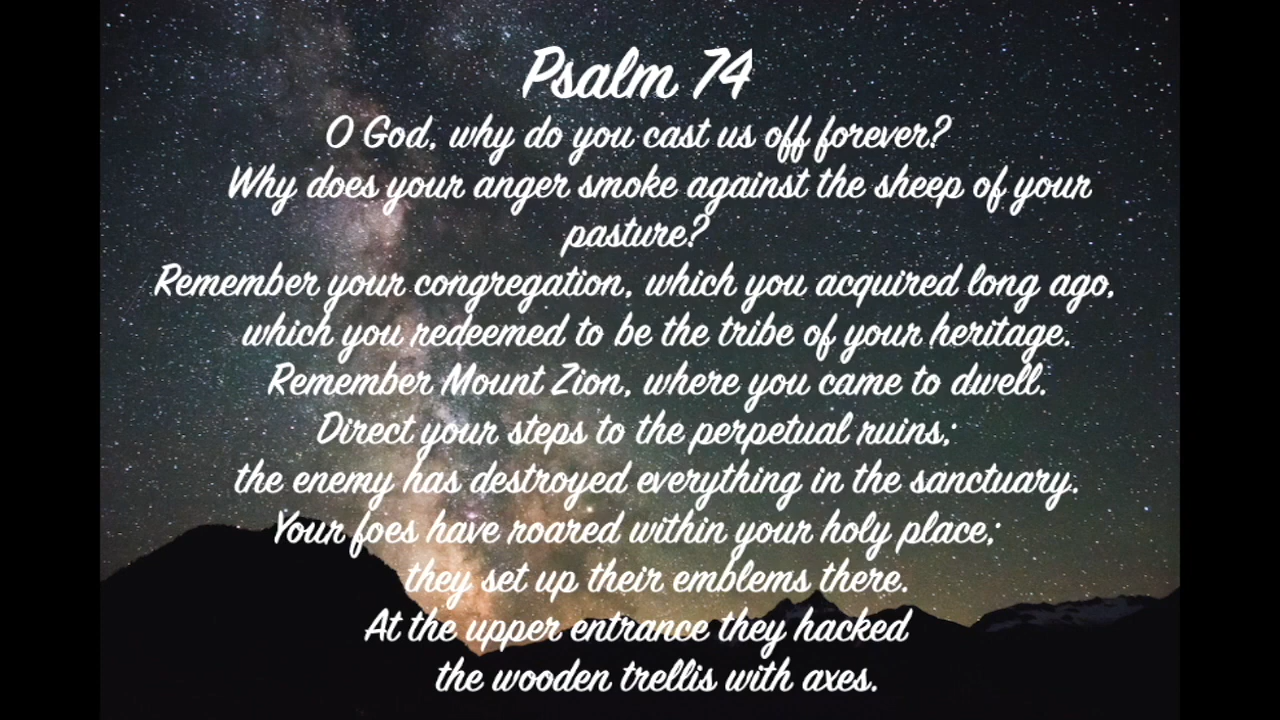 Psalm 74
O God, why do you cast us off forever?
Why does your anger smoke against the sheep of your
pasture?
Remember your congregation, which you acquired long ago,
which you redeemed to be the tribe of your heritage.
Remember Mount Zion, where you came to dwell.
Direct your steps to the perpetual ruins;
the enemy has destroyed everything in the sanctuary.
Your foes have roared within your holy place;
they set up their emblems there.
At the upper entrance they hacked
the wooden trellis with axes.